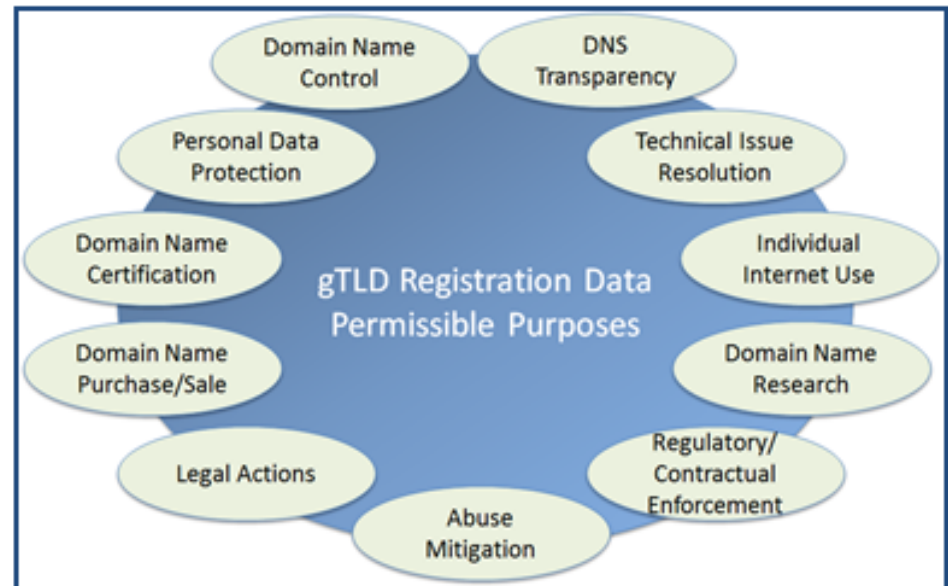 Domain Name
Control
DNS
Transparency
Personal Data
Protection
Technical Issue
Resolution
Domain Name
Certification
Individual
Internet Use
gTLD Registration Data
Permissible Purposes
Domain Name
Purchase/Sale
Domain Name
Research
Legal Actions
Regulatory/
Contractual
Enforcement
Abuse
Mitigation